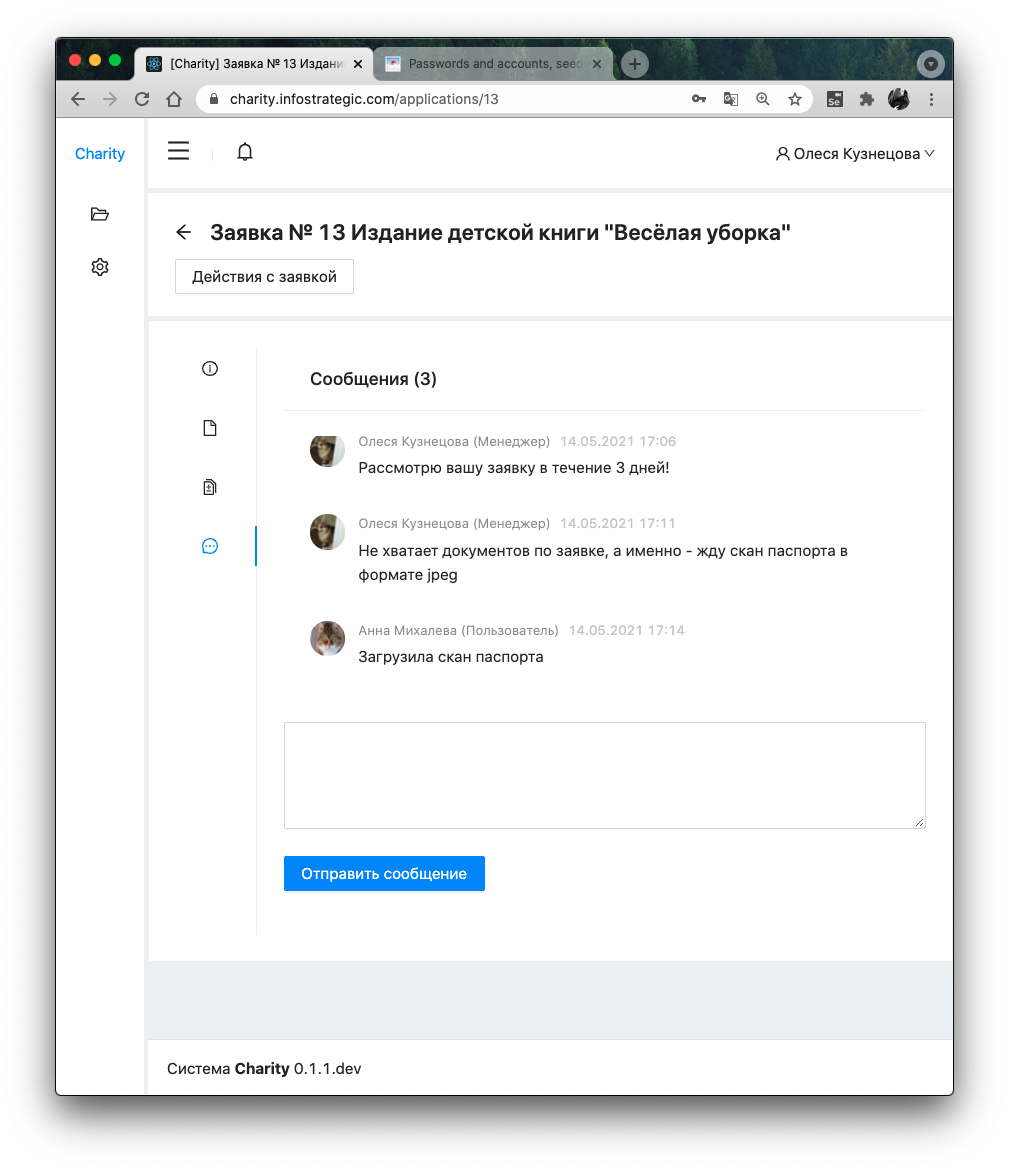 [Charity] Заявка № 13 Издани
Passwords and accounts, seed
charity.infostrategic.com/applications/13
Se
Charity
Олеся Кузнецова
Заявка № 13 Издание детской книги "Весёлая уборка"
Действия с заявкой
Сообщения (3)
Олеся Кузнецова (Менеджер) 14.05.2021 17:06
Рассмотрю вашу заявку в течение 3 дней!
Олеся Кузнецова (Менеджер) 14.05.2021 17:11
Не хватает документов по заявке, а именно - жду скан паспорта в
формате jpeg
Анна Михалева (Пользователь) 14.05.2021 17:14
Загрузила скан паспорта
Отправить сообщение
Система Charity 0.1.1.dev